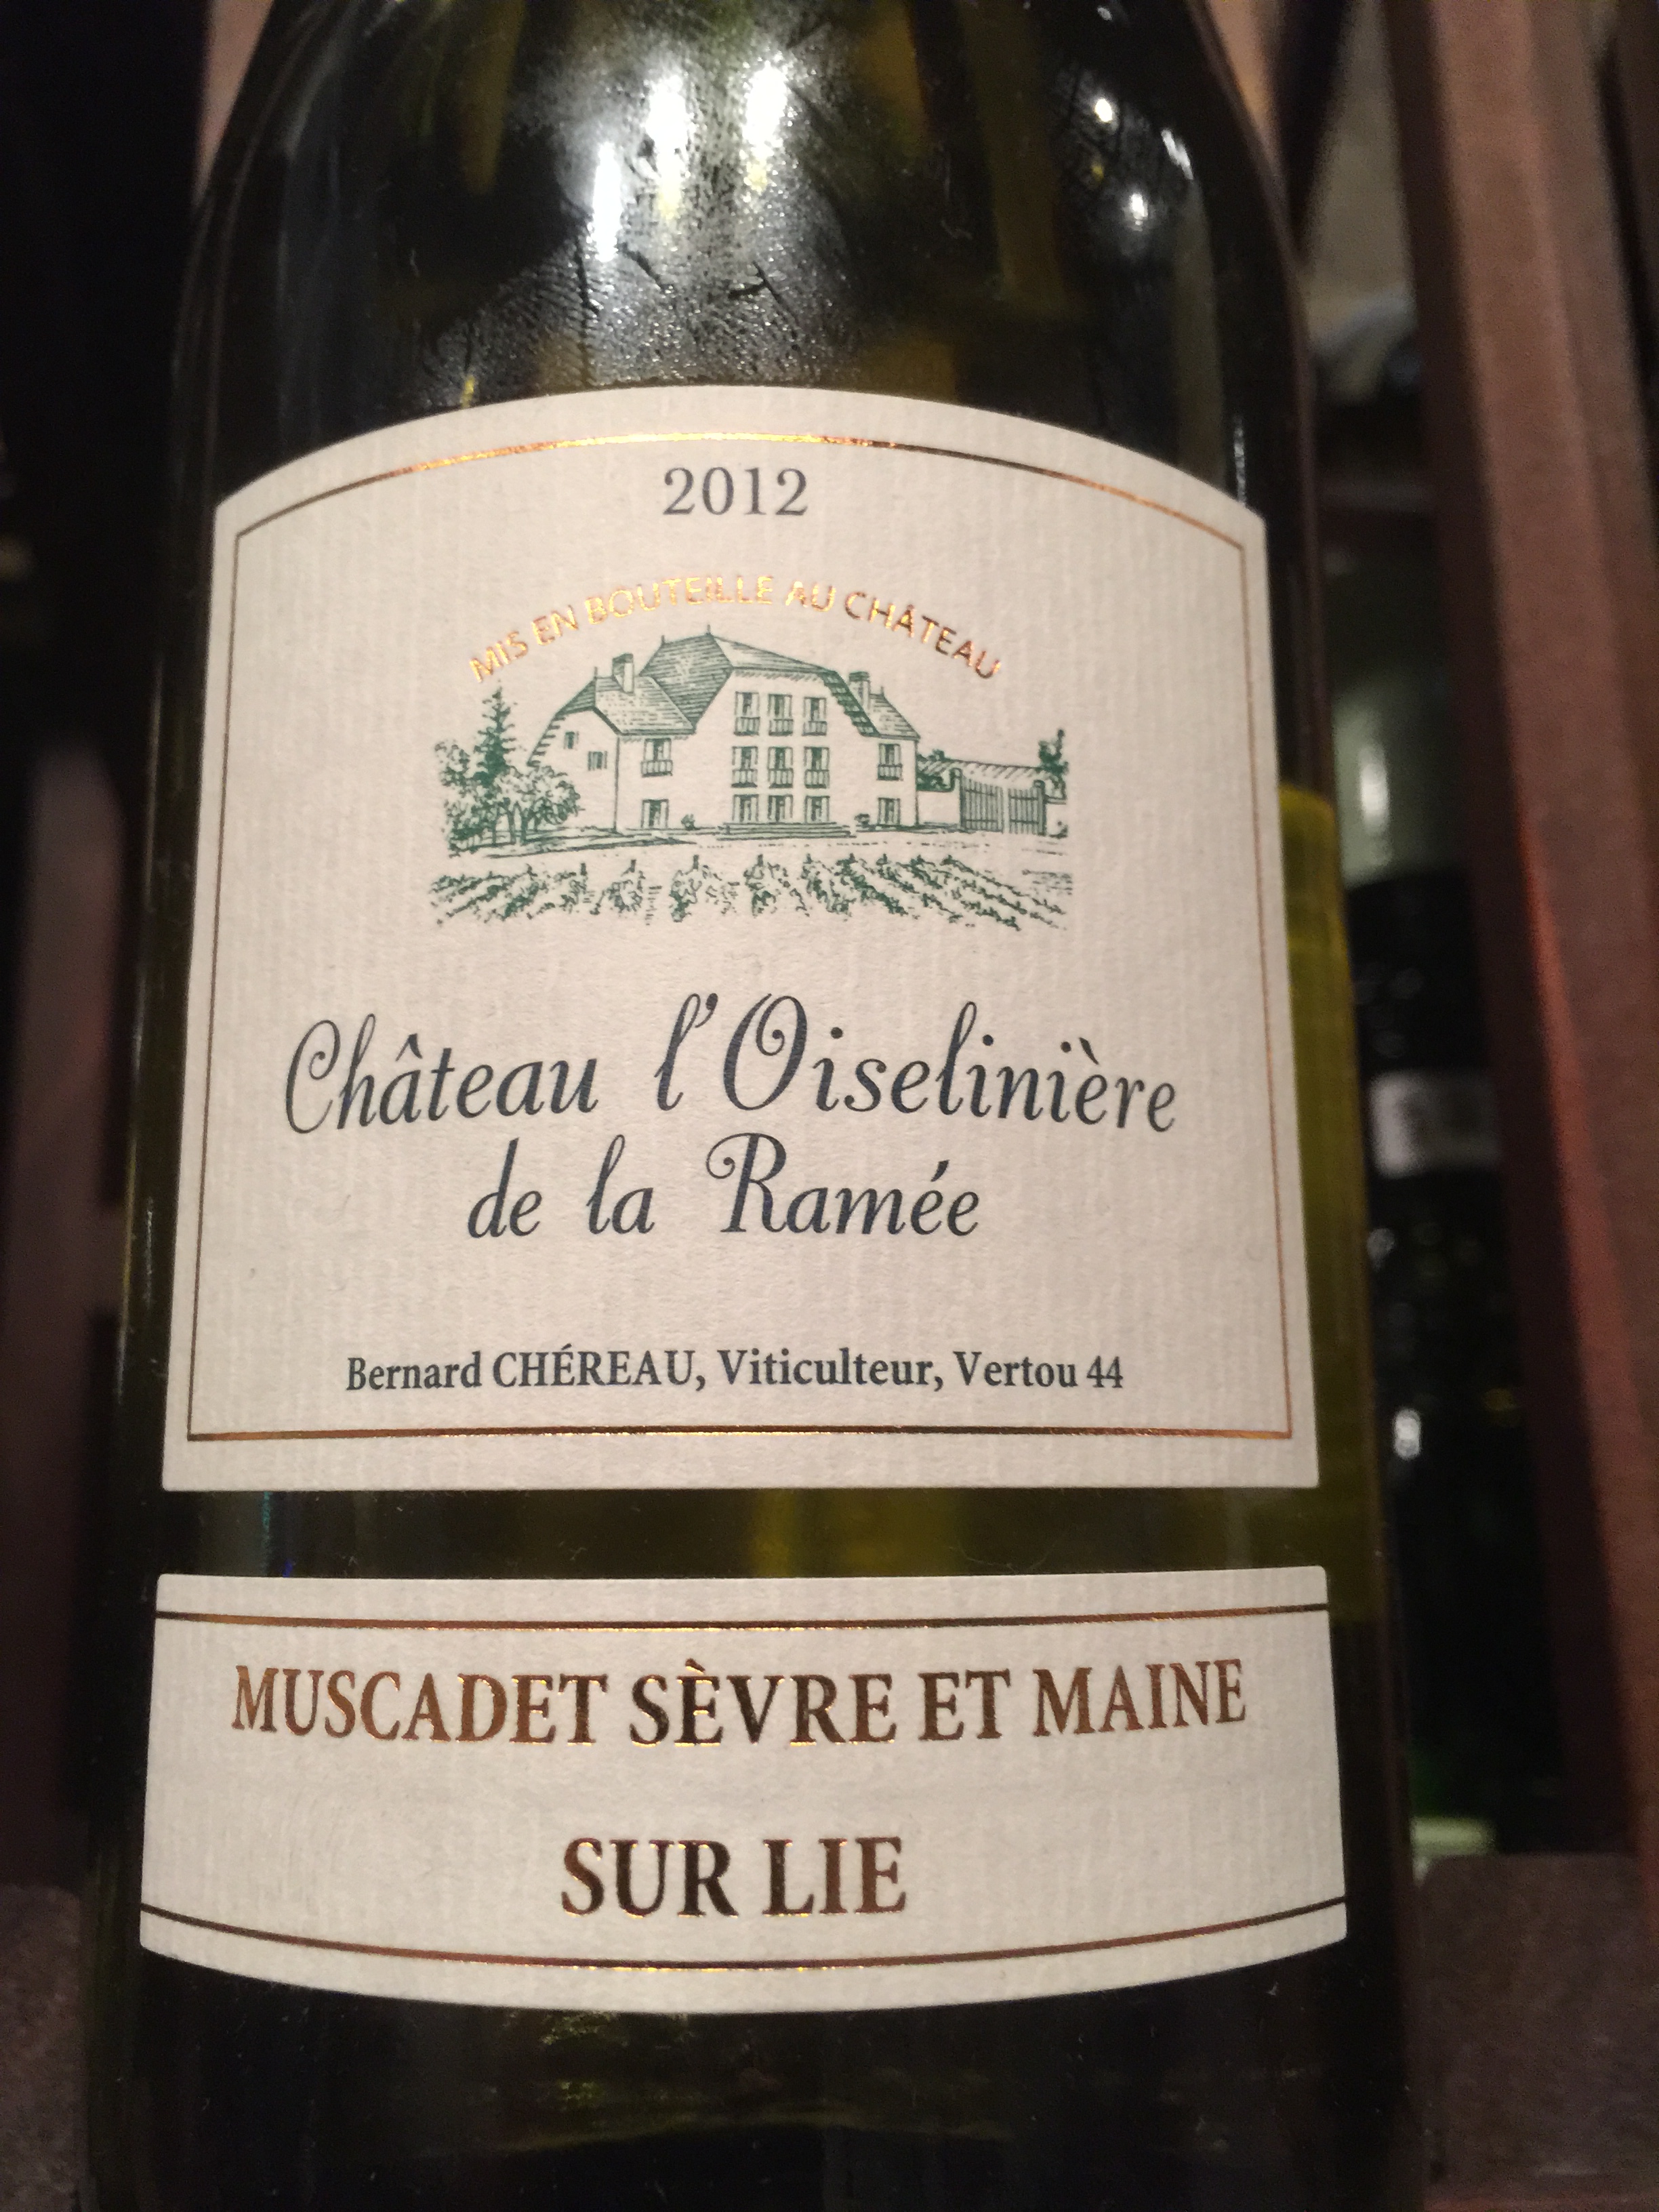 2012
MIS EN BOUTEILLE AU CHÂTEAU
Château l'Oiselinière
de la Ramée
Bernard CHÉREAU, Viticulteur, Vertou 44
MUSCADET SÈVRE ET MAINE
SUR LIE